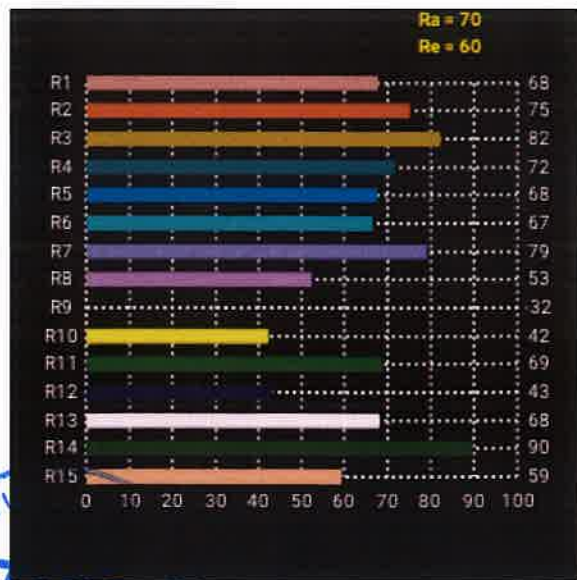 Ra = 70
Re = 60
R1 68
R2 75
R3 82
R4 72
R5 68
R6 67
R7 79
R8 53
R9 32
R10 42
R11 69
R12 43
R13 68
R14 90
R15 59
0 10 20 30 40 50 60 70 80 90 100